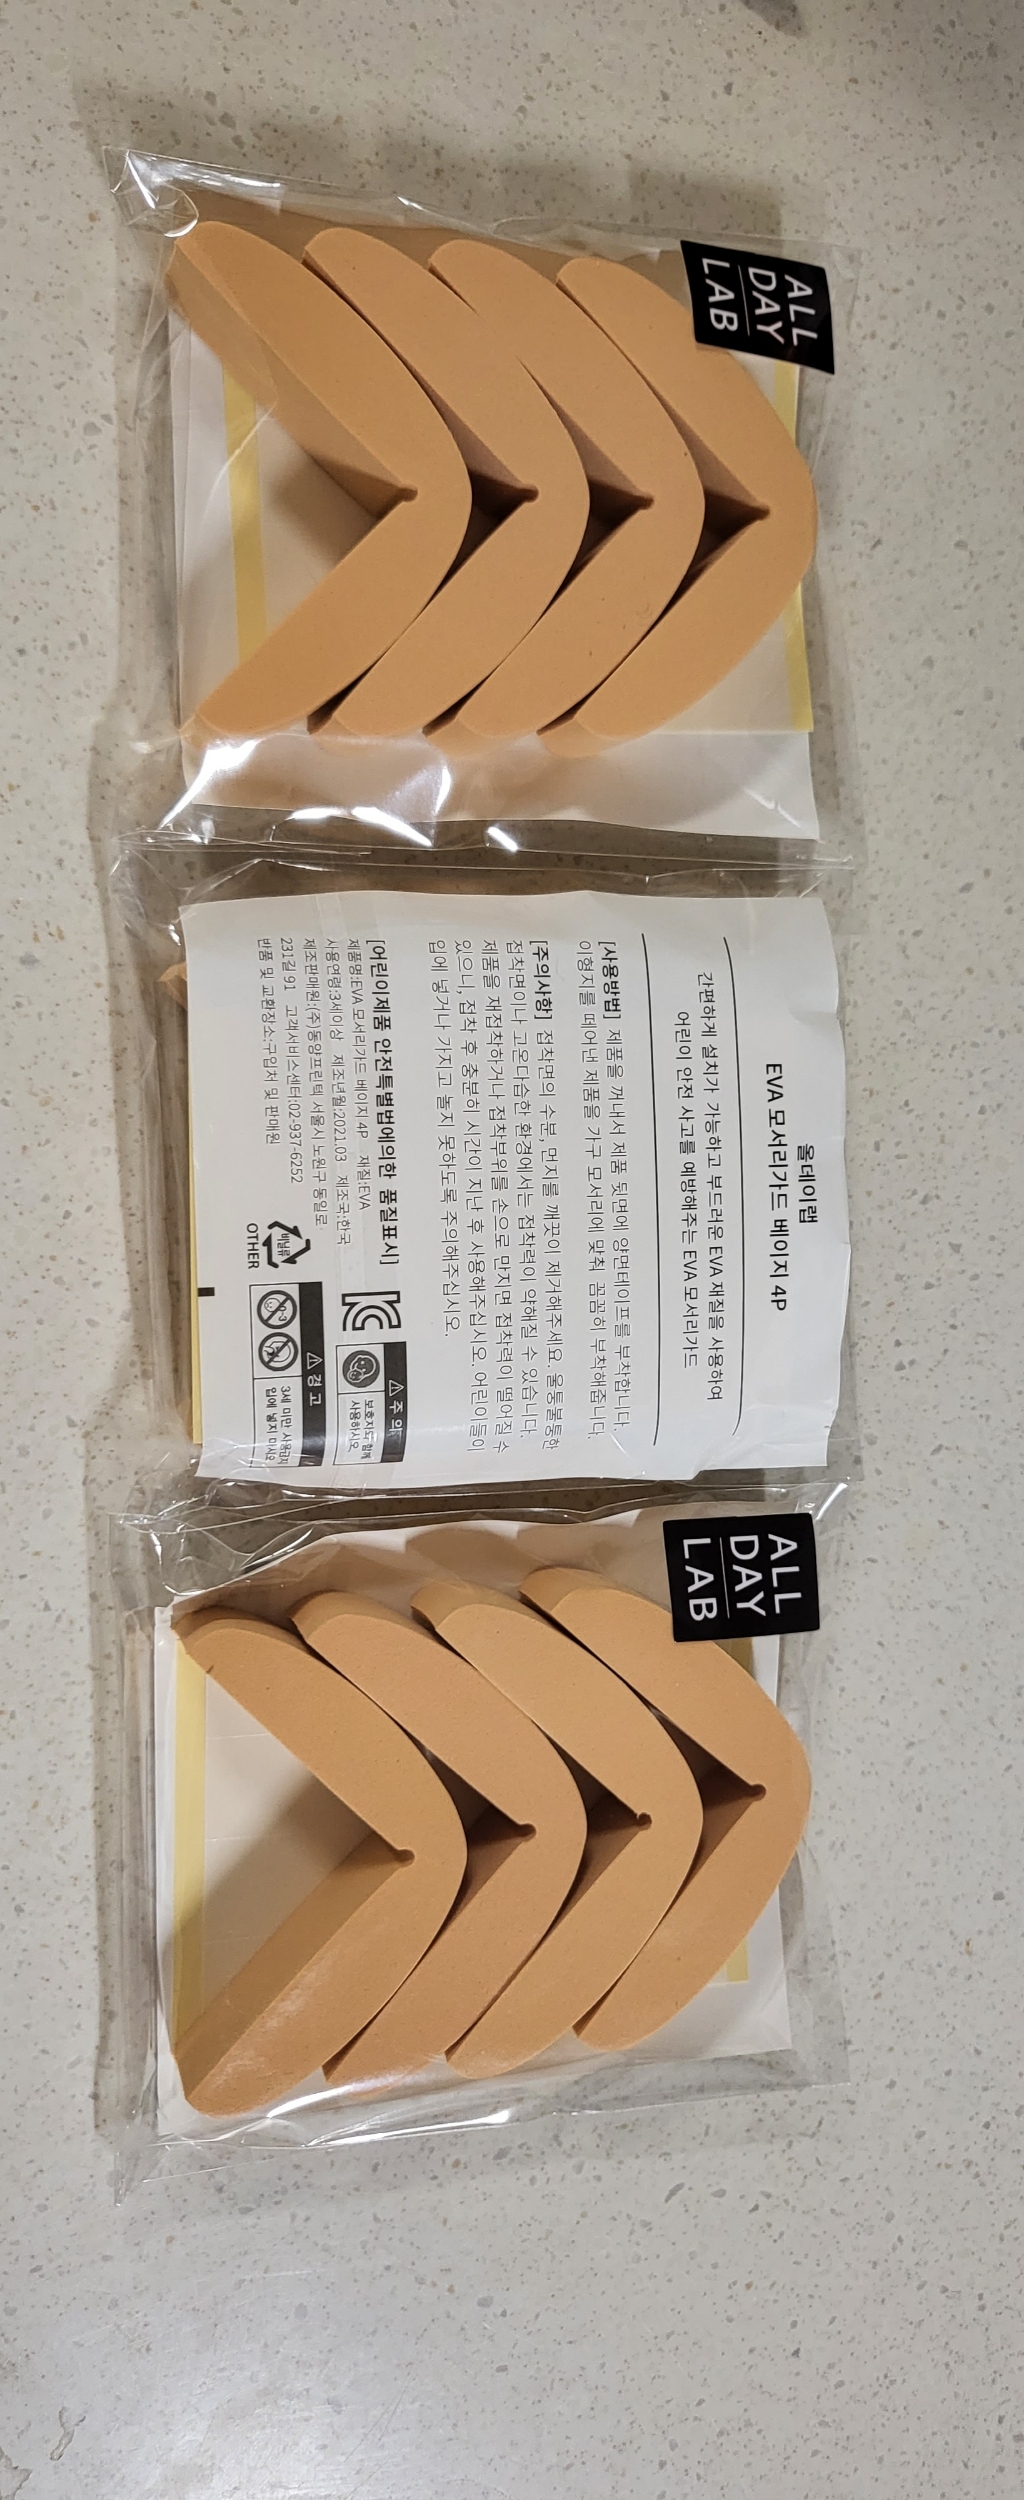 ALL
DAY
LAB
올데이랩
EVA 모서리가드 베이지 4P
간편하게 설치가 가능하고 부드러운 EVA 재질을 사용하여
어린이 안전 사고를 예방해주는 EVA 모서리가드
[사용방법] 제품을 꺼내서 제품 뒷면에 양면테이프를 부착합니다.
이형지를 떼어낸 제품을 가구 모서리에 맞춰 꼼꼼히 부착해줍니다.
[주의사항] 접착면의 수분, 먼지를 깨끗이 제거해주세요. 울퉁불퉁한
접착면이나 고온다습한 환경에서는 접착력이 약해질 수 있습니다.
제품을 재접착하거나 접착부위를 손으로 만지면 접착력이 떨어질 수
있으니, 접착 후 충분히 시간이 지난 후 사용해주십시오. 어린이들이
입에 넣거나 가지고 놀지 못하도록 주의해주십시오.
[어린이제품 안전특별법에의한 품질표시]
제품명:EVA 모서리가드 베이지 4P 재질:EVA
사용연령:3세이상 제조년월:2021.03 제조국:한국
제조판매원:(주)동양프린텍 서울시 노원구 동일로
231길 91 고객서비스센터:02-937-6252
반품 및 교환장소:구입처 및 판매원
비닐류
OTHER
KC
주 의
보호자와 함께
사용하시오
경 고
0-3
3세 미만 사용금지
입에 넣지 마시오
ALL
DAY
LAB